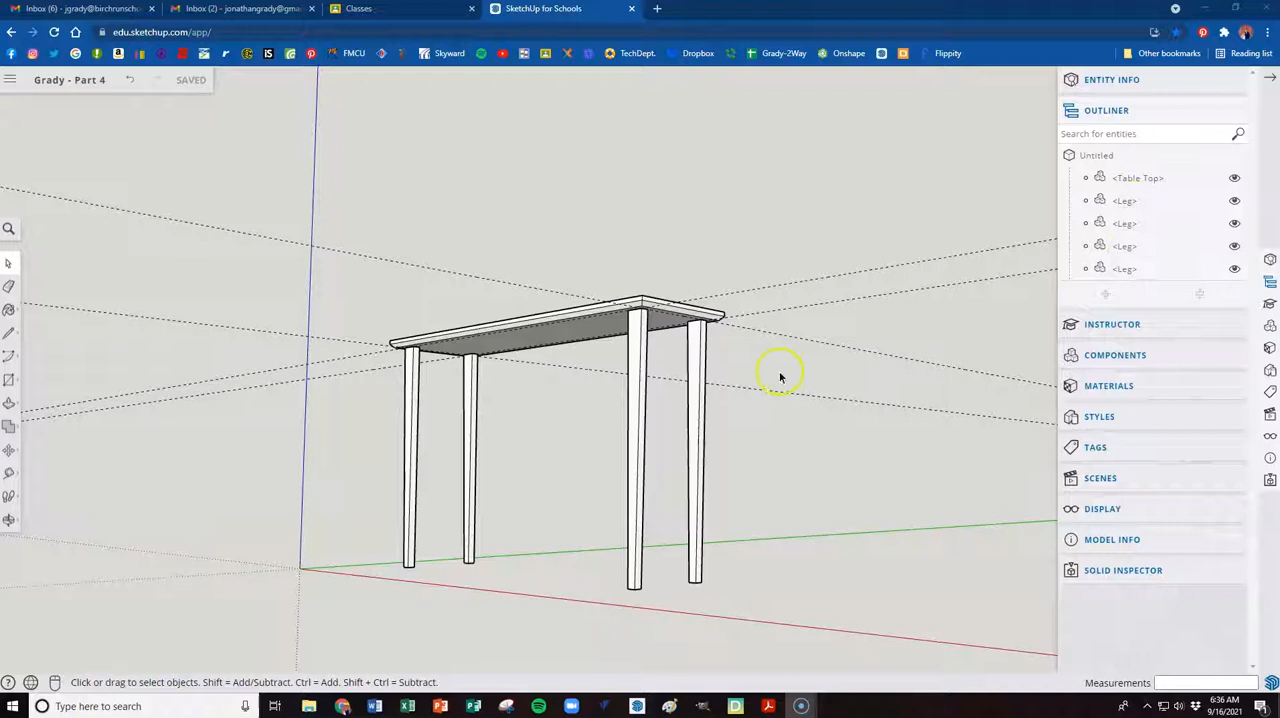 Inbox (6) - jgrady@birchrunscho
Inbox (2) - jonathangrady@gma
Classes
SketchUp for Schools
edu.sketchup.com/app/
FMCU
Skyward
TechDept.
Dropbox
Grady-2Way
Onshape
Flippity
Other bookmarks
Reading list
Grady - Part 4
SAVED
ENTITY INFO
OUTLINER
Search for entities
Untitled
<Table Top>
<Leg>
<Leg>
<Leg>
<Leg>
INSTRUCTOR
COMPONENTS
MATERIALS
STYLES
TAGS
SCENES
DISPLAY
MODEL INFO
SOLID INSPECTOR
Click or drag to select objects. Shift = Add/Subtract. Ctrl = Add. Shift + Ctrl = Subtract.
Measurements
Type here to search
6:36 AM
9/16/2021